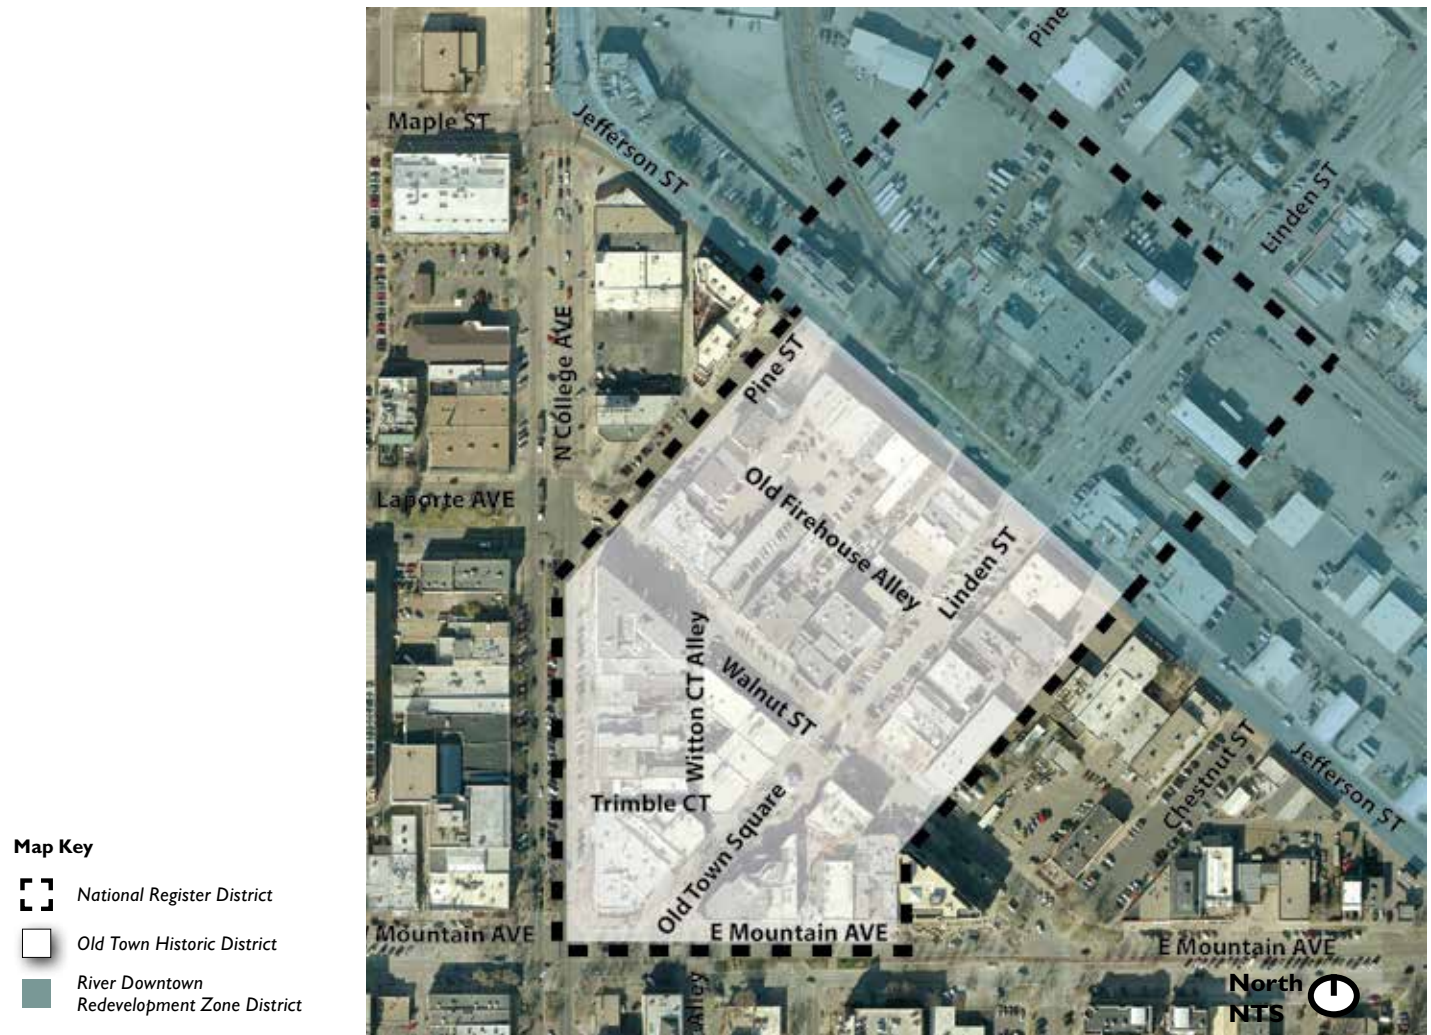 Pine
Maple ST
Jefferson ST
Linden ST
N College AVE
Pine ST
Laporte AVE
Old Firehouse Alley
Linden ST
Witton CT Alley
Walnut ST
Chestnut ST
Jefferson ST
Trimble CT
Old Town Square
Mountain AVE
E Mountain AVE
E Mountain AVE
Alley
North
NTS
Map Key
National Register District
Old Town Historic District
River Downtown
Redevelopment Zone District